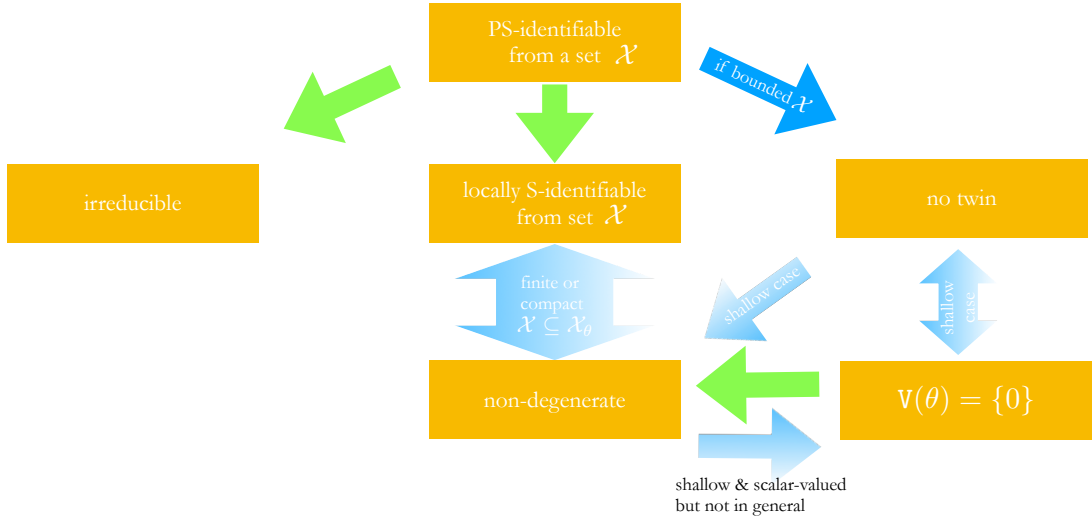 PS-identifiable
from a set 𝒳
if bounded 𝒳
irreducible
locally S-identifiable
from set 𝒳
no twin
finite or
compact
𝒳 ⊆ 𝒳_θ
shallow case
shallow
case
non-degenerate
V(θ) = {0}
shallow & scalar-valued
but not in general